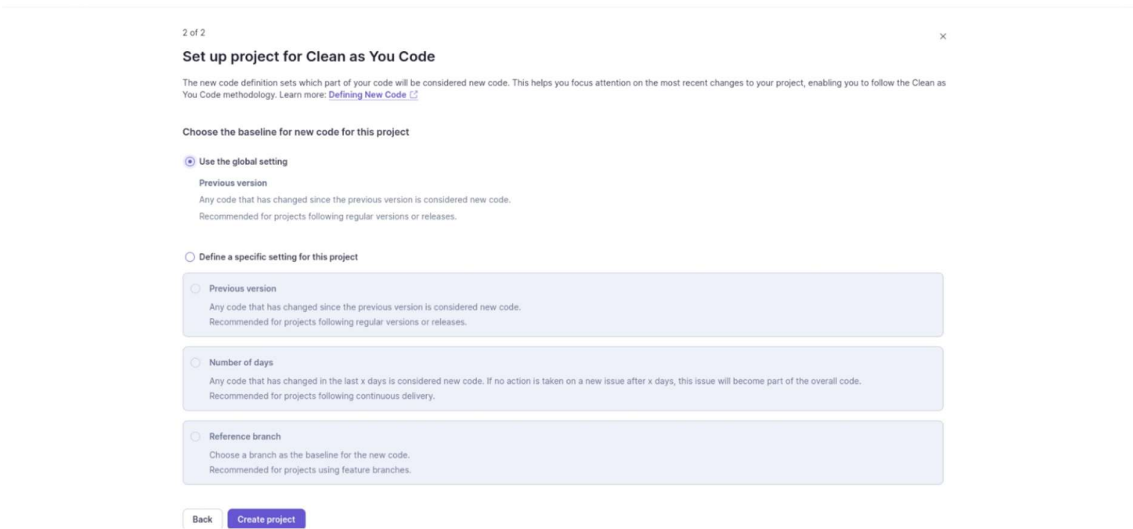 2 of 2
Set up project for Clean as You Code
The new code definition sets which part of your code will be considered new code. This helps you focus attention on the most recent changes to your project, enabling you to follow the Clean as
You Code methodology. Learn more: Defining New Code
Choose the baseline for new code for this project
Use the global setting
Previous version
Any code that has changed since the previous version is considered new code.
Recommended for projects following regular versions or releases.
Define a specific setting for this project
Previous version
Any code that has changed since the previous version is considered new code.
Recommended for projects following regular versions or releases.
Number of days
Any code that has changed in the last x days is considered new code. If no action is taken on a new issue after x days, this issue will become part of the overall code.
Recommended for projects following continuous delivery.
Reference branch
Choose a branch as the baseline for the new code.
Recommended for projects using feature branches.
Back Create project